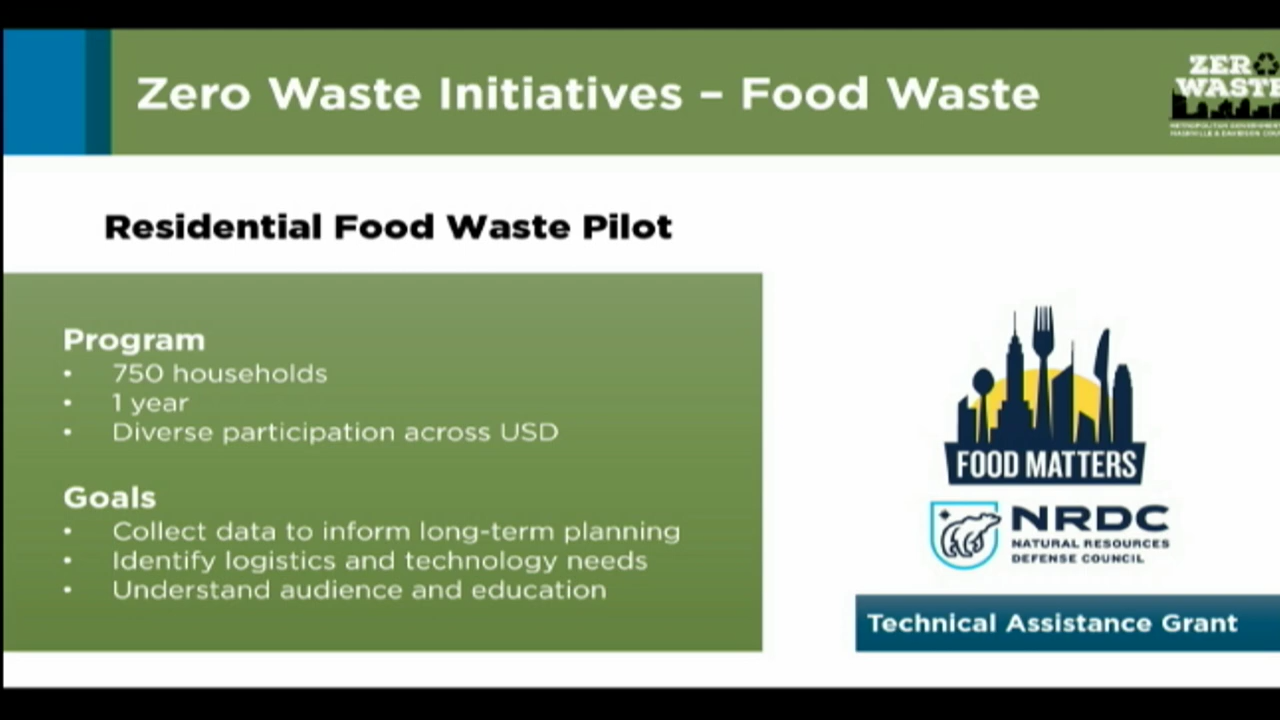 Zero Waste Initiatives – Food Waste
ZERO
WASTE
Residential Food Waste Pilot
Program
• 750 households
• 1 year
• Diverse participation across USD
Goals
• Collect data to inform long-term planning
• Identify logistics and technology needs
• Understand audience and education
FOOD MATTERS
NRDC
NATURAL RESOURCES
DEFENSE COUNCIL
Technical Assistance Grant